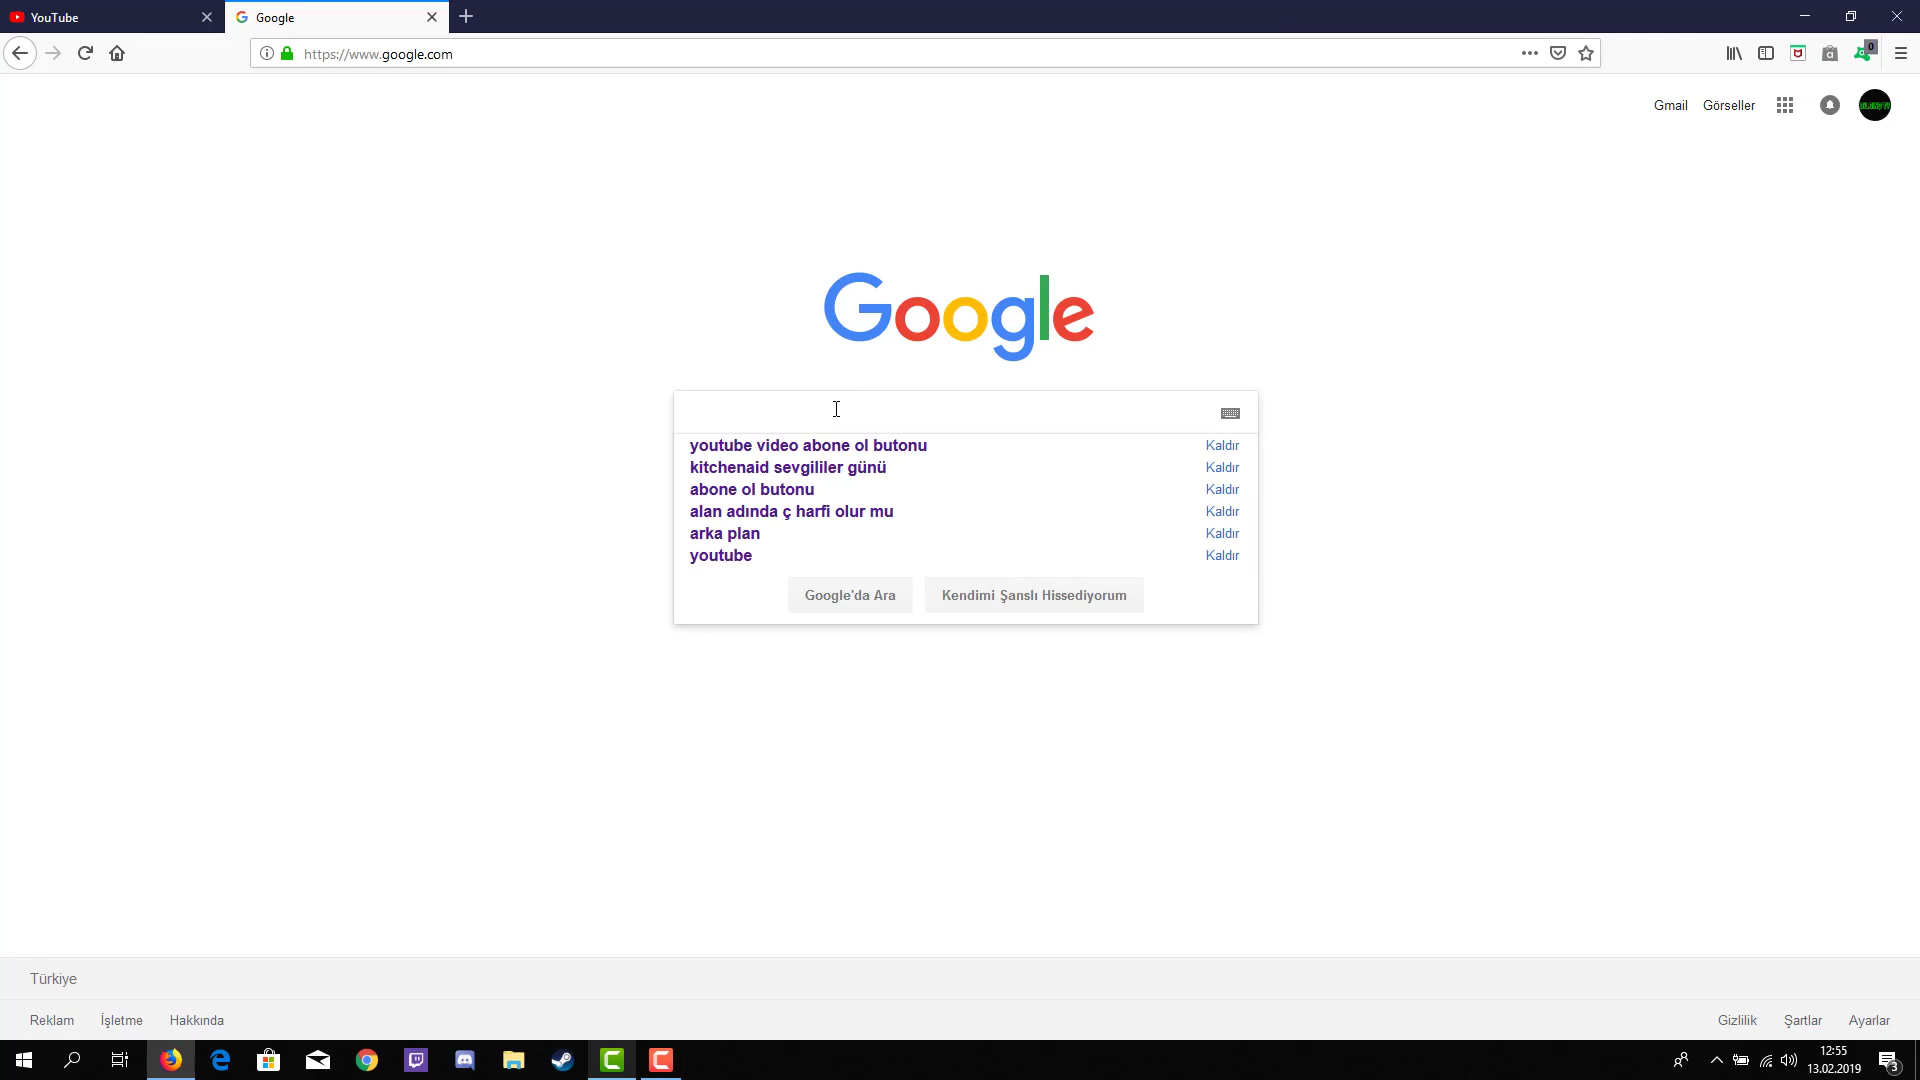 YouTube
Google
https://www.google.com
0
Gmail Görseller
Google
youtube video abone ol butonu Kaldır
kitchenaid sevgililer günü Kaldır
abone ol butonu Kaldır
alan adında ç harfi olur mu Kaldır
arka plan Kaldır
youtube Kaldır
Google'da Ara Kendimi Şanslı Hissediyorum
Türkiye
Reklam İşletme Hakkında Gizlilik Şartlar Ayarlar
12:55
13.02.2019
3